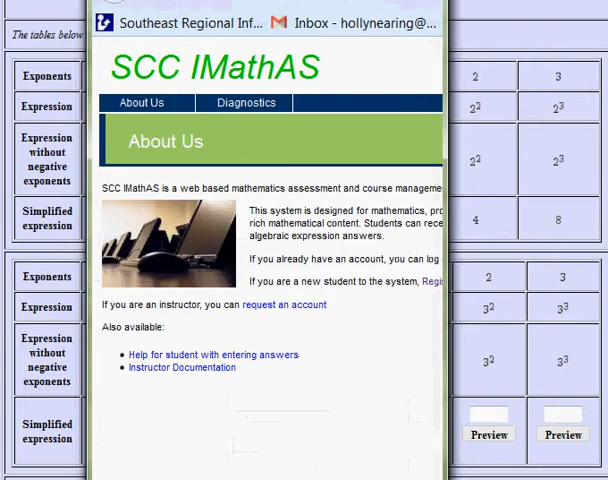 Southeast Regional Inf... Inbox - hollynearing@...
The tables below
SCC IMathAS
About Us Diagnostics
About Us
SCC IMathAS is a web based mathematics assessment and course manageme
This system is designed for mathematics, pro
rich mathematical content. Students can rece
algebraic expression answers.
If you already have an account, you can log
If you are a new student to the system, Regi
If you are an instructor, you can request an account
Also available:
Help for student with entering answers
Instructor Documentation
Exponents 2 3
Expression 2² 2³
Expression
without
negative
exponents 2² 2³
Simplified
expression 4 8
Exponents 2 3
Expression 3² 3³
Expression
without
negative
exponents 3² 3³
Simplified
expression
Preview Preview